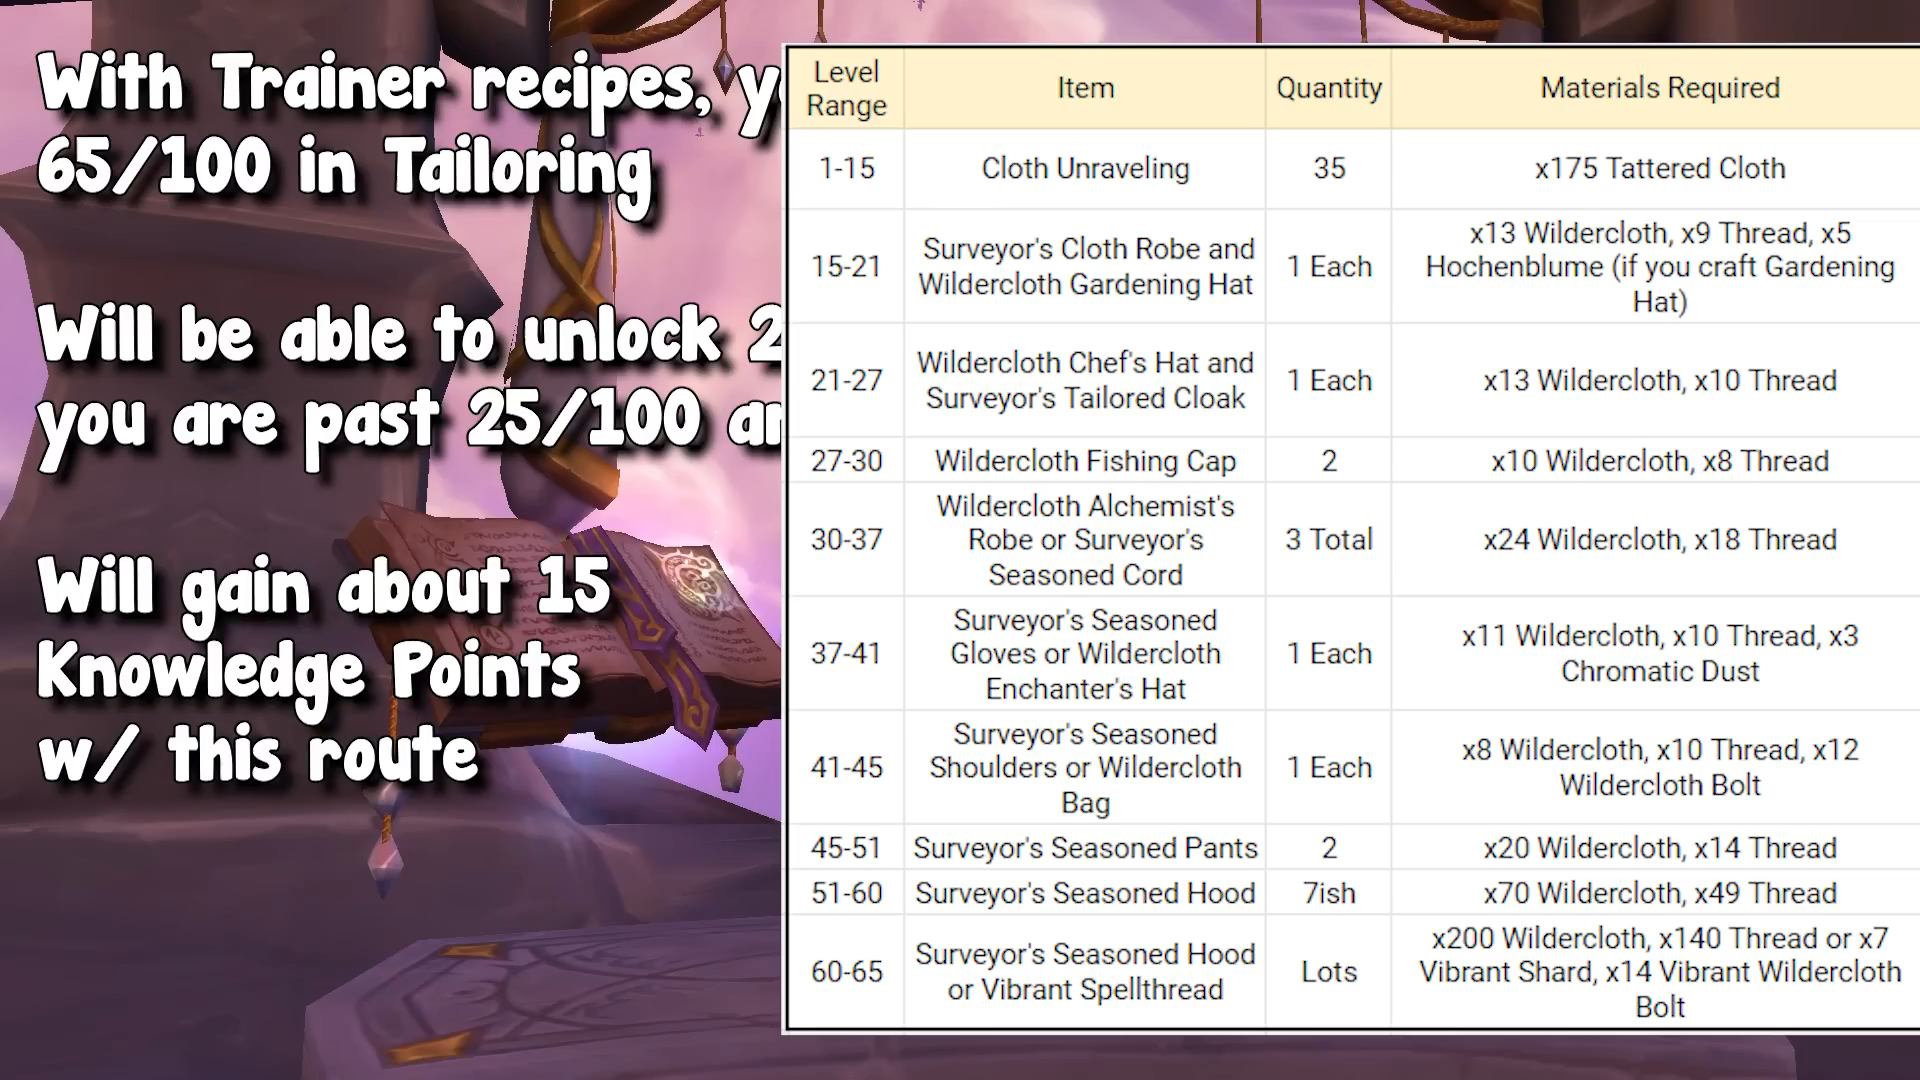 With Trainer recipes,
65/100 in Tailoring
Will be able to unlock
you are past 25/100
Will gain about 15
Knowledge Points
w/ this route
Level
Range
Item
Quantity
Materials Required
1-15
Cloth Unraveling
35
x175 Tattered Cloth
15-21
Surveyor's Cloth Robe and
Wildercloth Gardening Hat
1 Each
x13 Wildercloth, x9 Thread, x5
Hochenblume (if you craft Gardening
Hat)
21-27
Wildercloth Chef's Hat and
Surveyor's Tailored Cloak
1 Each
x13 Wildercloth, x10 Thread
27-30
Wildercloth Fishing Cap
2
x10 Wildercloth, x8 Thread
30-37
Wildercloth Alchemist's
Robe or Surveyor's
Seasoned Cord
3 Total
x24 Wildercloth, x18 Thread
37-41
Surveyor's Seasoned
Gloves or Wildercloth
Enchanter's Hat
1 Each
x11 Wildercloth, x10 Thread, x3
Chromatic Dust
41-45
Surveyor's Seasoned
Shoulders or Wildercloth
Bag
1 Each
x8 Wildercloth, x10 Thread, x12
Wildercloth Bolt
45-51
Surveyor's Seasoned Pants
2
x20 Wildercloth, x14 Thread
51-60
Surveyor's Seasoned Hood
7ish
x70 Wildercloth, x49 Thread
60-65
Surveyor's Seasoned Hood
or Vibrant Spellthread
Lots
x200 Wildercloth, x140 Thread or x7
Vibrant Shard, x14 Vibrant Wildercloth
Bolt